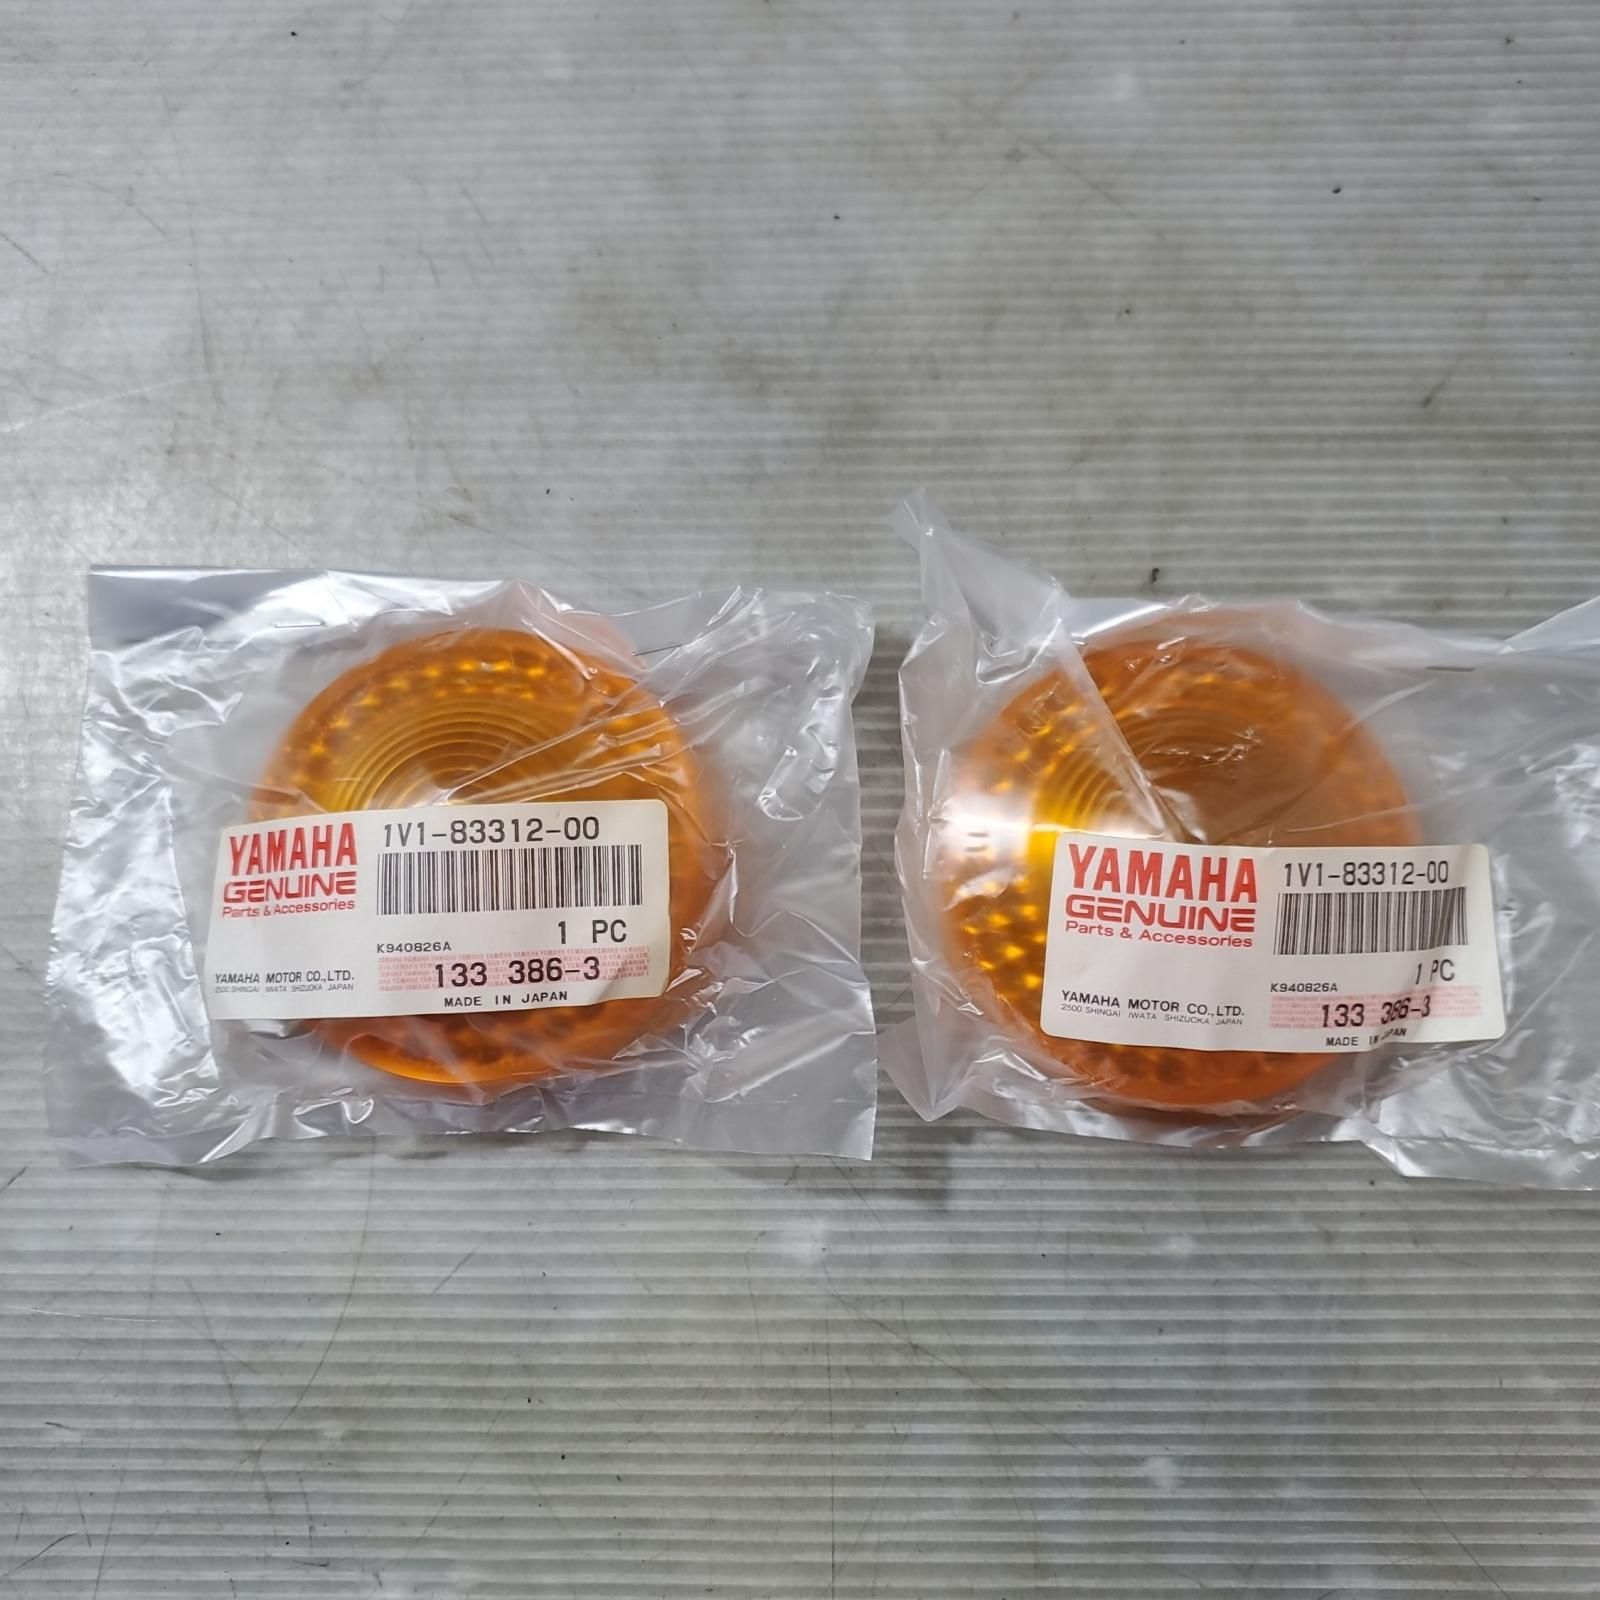 YAMAHA
GENUINE
Parts & Accessories
1V1-83312-00
1 PC
K940826A
133 386-3
YAMAHA MOTOR CO.,LTD.
2500 SHINGAI IWATA SHIZUOKA JAPAN
MADE IN JAPAN
YAMAHA
GENUINE
Parts & Accessories
1V1-83312-00
1 PC
K940826A
133 386-3
YAMAHA MOTOR CO.,LTD.
2500 SHINGAI IWATA SHIZUOKA JAPAN
MADE IN JAPAN